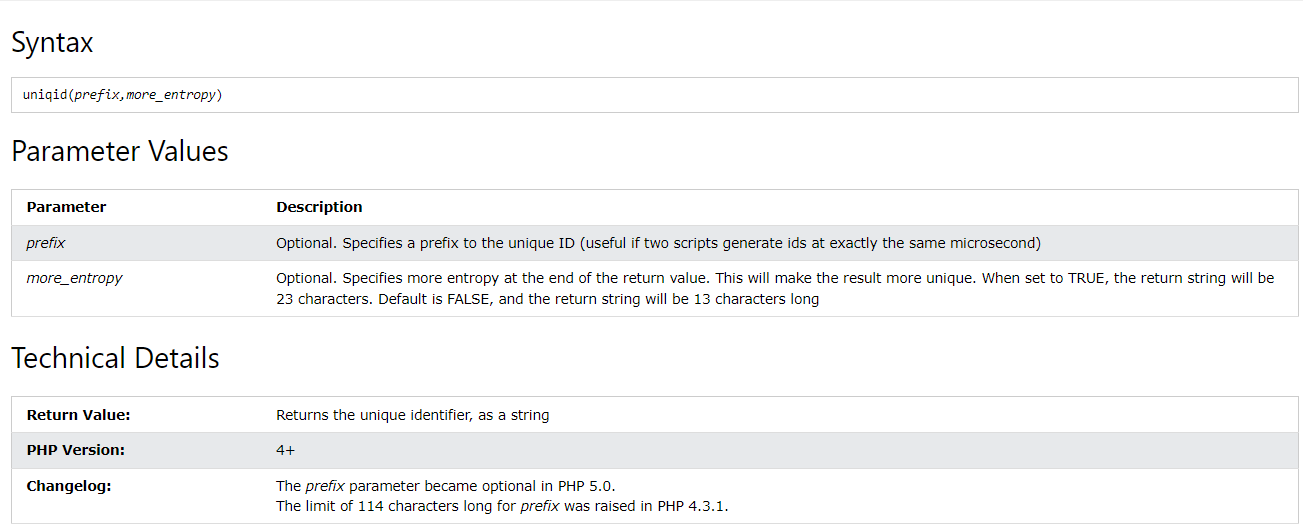 Syntax
uniqid(prefix,more_entropy)
Parameter Values
Parameter Description
prefix Optional. Specifies a prefix to the unique ID (useful if two scripts generate ids at exactly the same microsecond)
more_entropy Optional. Specifies more entropy at the end of the return value. This will make the result more unique. When set to TRUE, the return string will be
23 characters. Default is FALSE, and the return string will be 13 characters long
Technical Details
Return Value: Returns the unique identifier, as a string
PHP Version: 4+
Changelog: The prefix parameter became optional in PHP 5.0.
The limit of 114 characters long for prefix was raised in PHP 4.3.1.